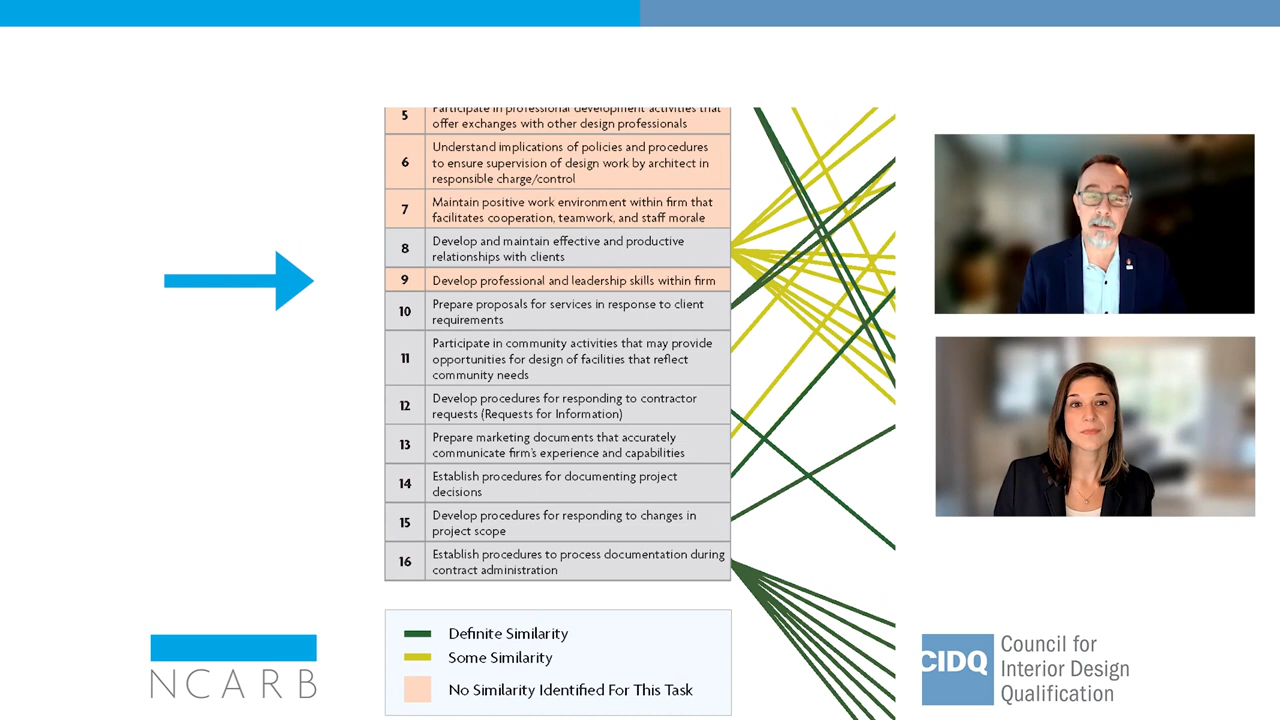 5
Participate in professional development activities that
offer exchanges with other design professionals
6
Understand implications of policies and procedures
to ensure supervision of design work by architect in
responsible charge/control
7
Maintain positive work environment within firm that
facilitates cooperation, teamwork, and staff morale
8
Develop and maintain effective and productive
relationships with clients
9
Develop professional and leadership skills within firm
10
Prepare proposals for services in response to client
requirements
11
Participate in community activities that may provide
opportunities for design of facilities that reflect
community needs
12
Develop procedures for responding to contractor
requests (Requests for Information)
13
Prepare marketing documents that accurately
communicate firm's experience and capabilities
14
Establish procedures for documenting project
decisions
15
Develop procedures for responding to changes in
project scope
16
Establish procedures to process documentation during
contract administration
Definite Similarity
Some Similarity
No Similarity Identified For This Task
NCARB
CIDQ
Council for
Interior Design
Qualification